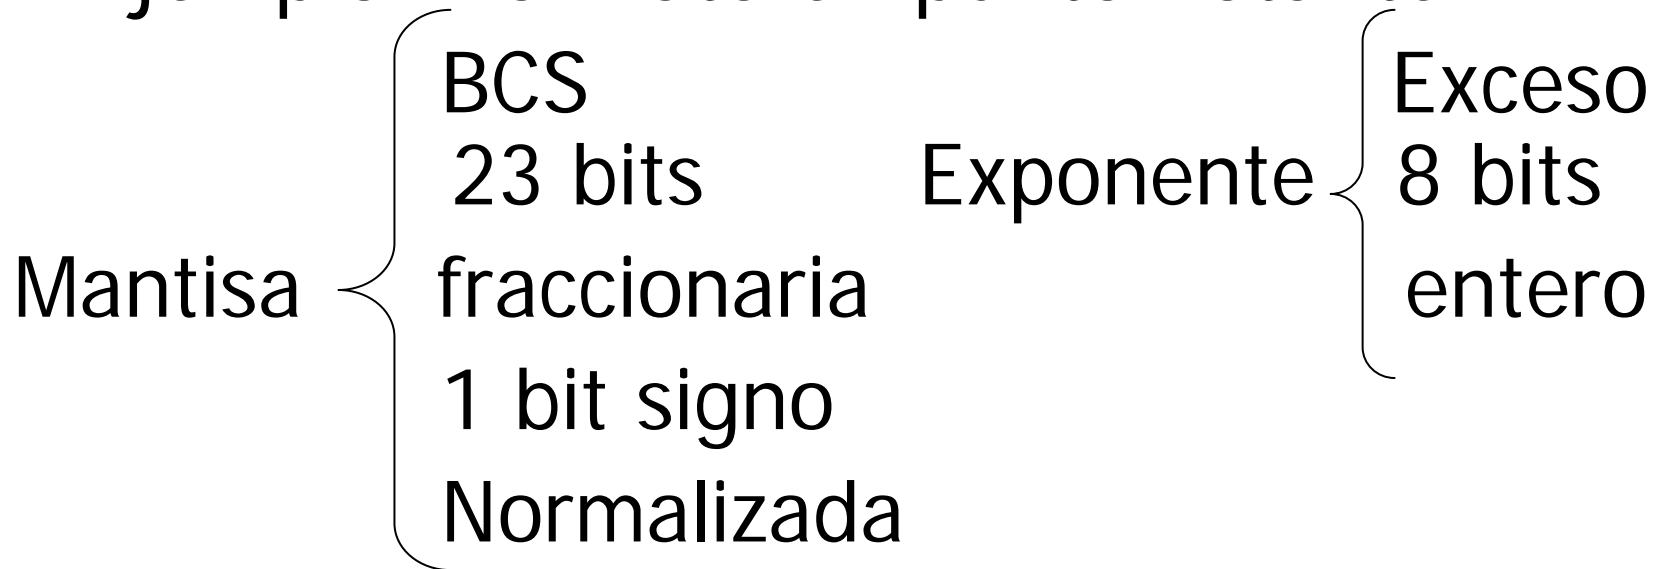 Mantisa
BCS
23 bits
fraccionaria
1 bit signo
Normalizada
Exponente
Exceso
8 bits
entero